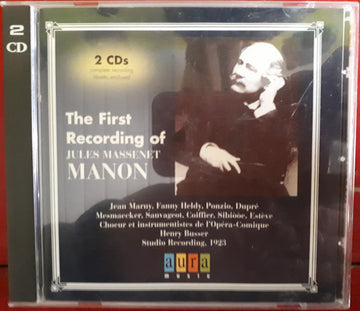 2
CD
2 CDs
complete recording
The First
Recording of
JULES MASSENET
MANON
Jean Marny, Fanny Heldy, Ponzio, Dupré
Mesmaecker, Sauvageot, Coiffier, Sibiöoe, Estève
Choeur et instrumentistes de l'Opéra-Comique
Henry Busser
Studio Recording, 1923
aura
music